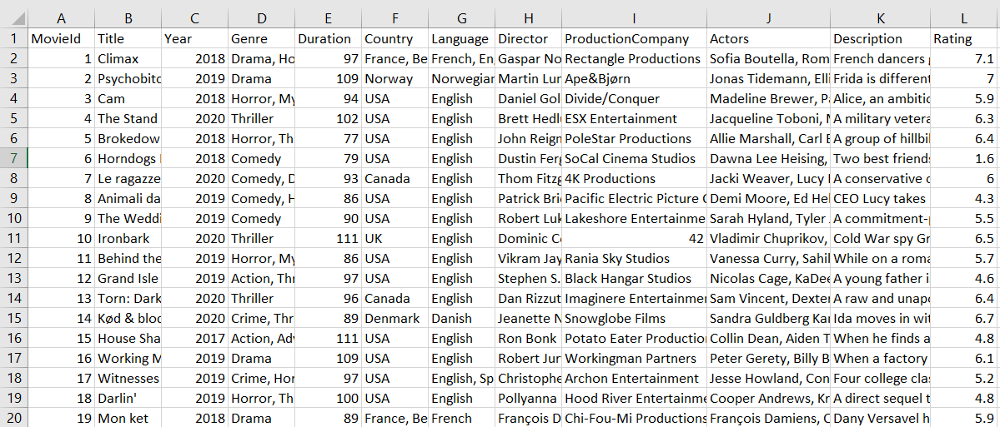 A B C D E F G H I J K L
1 MovieId Title Year Genre Duration Country Language Director ProductionCompany Actors Description Rating
2 1 Climax 2018 Drama, Ho 97 France, Be French, En Gaspar No Rectangle Productions Sofia Boutella, Rom French dancers 7.1
3 2 Psychobitc 2019 Drama 109 Norway Norwegian Martin Lun Ape&Bjørn Jonas Tidemann, Elli Frida is different 7
4 3 Cam 2018 Horror, My 94 USA English Daniel Gol Divide/Conquer Madeline Brewer, Pa Alice, an ambitio 5.9
5 4 The Stand 2020 Thriller 102 USA English Brett Hedl ESX Entertainment Jacqueline Toboni, A military vetera 6.3
6 5 Brokedow 2018 Horror, Th 77 USA English John Reign PoleStar Productions Allie Marshall, Carl A group of hillbil 6.4
7 6 Horndogs 2018 Comedy 79 USA English Dustin Ferg SoCal Cinema Studios Dawna Lee Heising, Two best friend 1.6
8 7 Le ragazze 2020 Comedy, D 93 Canada English Thom Fitzg 4K Productions Jacki Weaver, Lucy A conservative c 6
9 8 Animali da 2019 Comedy, H 86 USA English Patrick Bri Pacific Electric Picture C Demi Moore, Ed Hel CEO Lucy takes 4.3
10 9 The Weddi 2019 Comedy 90 USA English Robert Luk Lakeshore Entertainme Sarah Hyland, Tyler A commitment- 5.5
11 10 Ironbark 2020 Thriller 111 UK English Dominic Co 42 Vladimir Chuprikov, Cold War spy Gr 6.5
12 11 Behind the 2019 Horror, My 86 USA English Vikram Jay Rania Sky Studios Vanessa Curry, Sahil While on a roma 5.7
13 12 Grand Isle 2019 Action, Thr 97 USA English Stephen S. Black Hangar Studios Nicolas Cage, KaDee A young father i 4.6
14 13 Torn: Dark 2020 Thriller 96 Canada English Dan Rizzut Imaginere Entertainme Sam Vincent, Dexte A raw and unapo 6.4
15 14 Kød & bloc 2020 Crime, Thr 89 Denmark Danish Jeanette N Snowglobe Films Sandra Guldberg Kar Ida moves in wit 6.7
16 15 House Sha 2017 Action, Adv 111 USA English Ron Bonk Potato Eater Productio Collin Dean, Aiden T When he finds a 4.8
17 16 Working M 2019 Drama 109 USA English Robert Jur Workingman Partners Peter Gerety, Billy B When a factory 6.1
18 17 Witnesses 2019 Crime, Hor 97 USA English, Sp Christophe Archon Entertainment Jesse Howland, Con Four college clas 5.2
19 18 Darlin' 2019 Horror, Th 100 USA English Pollyanna Hood River Entertainme Cooper Andrews, Kr A direct sequel t 4.8
20 19 Mon ket 2018 Drama 89 France, Be French François D Chi-Fou-Mi Productions François Damiens, C Dany Versavel h 5.9